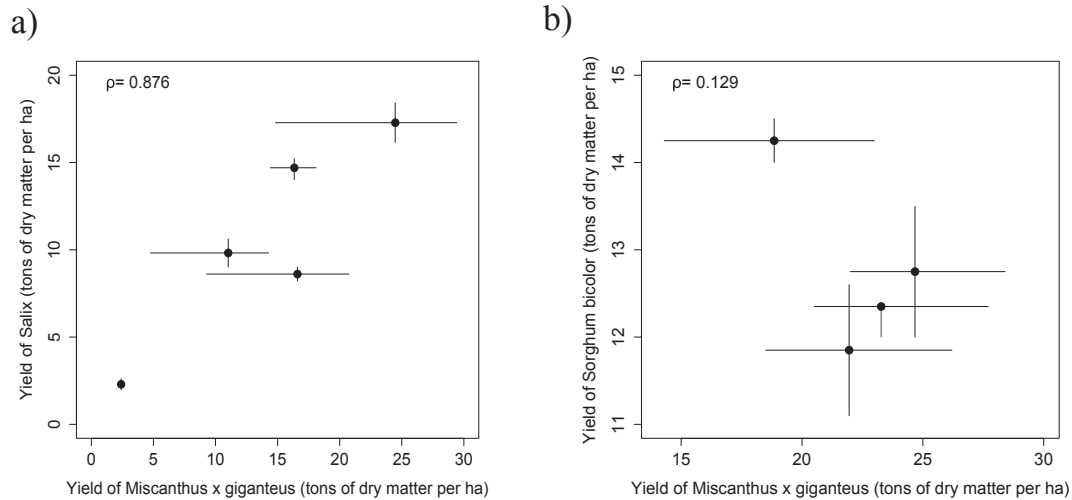 a)
ρ= 0.876
20
15
10
5
0
Yield of Salix (tons of dry matter per ha)
0 5 10 15 20 25 30
Yield of Miscanthus x giganteus (tons of dry matter per ha)
b)
ρ= 0.129
15
14
13
12
11
Yield of Sorghum bicolor (tons of dry matter per ha)
15 20 25 30
Yield of Miscanthus x giganteus (tons of dry matter per ha)